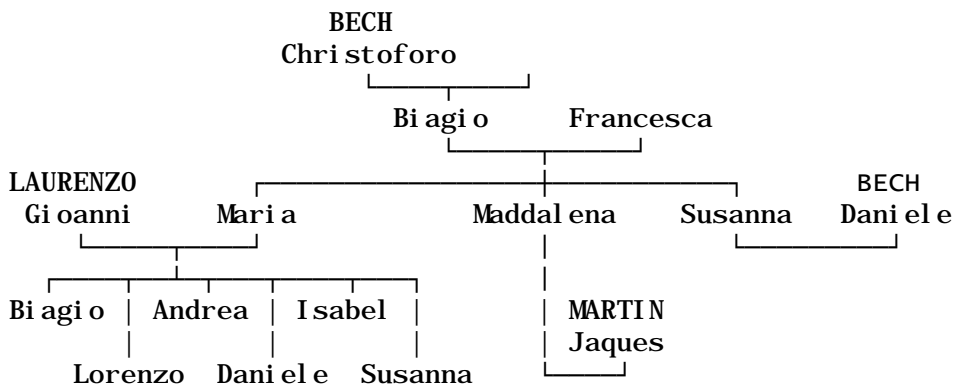 BECH
Christoforo
Biagio Francesca
LAURENZO BECH
Gioanni Maria Maddalena Susanna Daniele
Biagio Andrea Isabel MARTIN
Jaques
Lorenzo Daniele Susanna